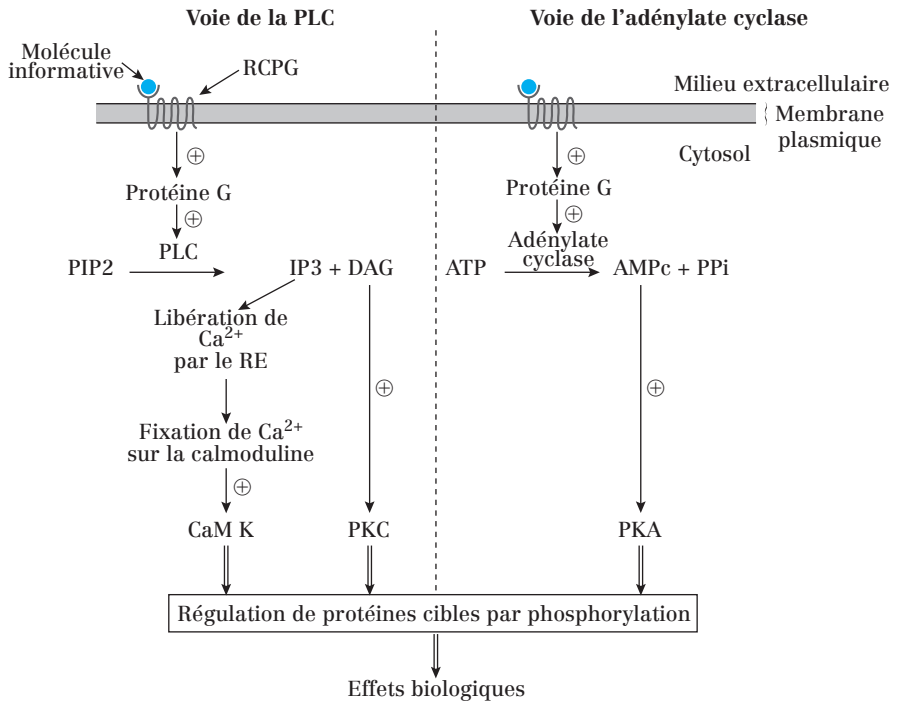 Voie de la PLC
Voie de l'adénylate cyclase
Molécule
informative
RCPG
Milieu extracellulaire
Membrane
plasmique
Cytosol
⊕
Protéine G
⊕
PLC
PIP2
IP3 + DAG
Libération de
Ca²⁺
par le RE
Fixation de Ca²⁺
sur la calmoduline
⊕
CaM K
⊕
PKC
⊕
Protéine G
⊕
Adénylate
cyclase
ATP
AMPc + PPi
⊕
PKA
Régulation de protéines cibles par phosphorylation
Effets biologiques